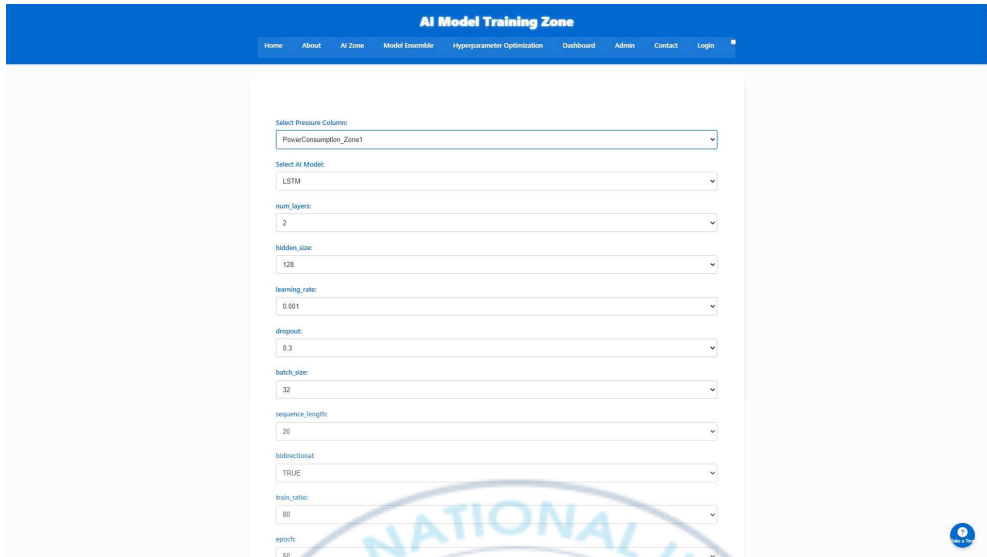 AI Model Training Zone
Home About AI Zone Model Ensemble Hyperparameter Optimization Dashboard Admin Contact Login
Select Pressure Column:
PowerConsumption_Zone1
Select AI Model:
LSTM
num_layers:
2
hidden_size:
128
learning_rate:
0.001
dropout:
0.3
batch_size:
32
sequence_length:
20
bidirectional:
TRUE
train_ratio:
80
epoch:
50
NATIONAL